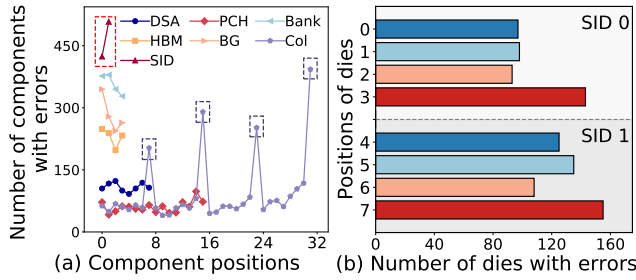 Number of components
with errors
450
300
150
0
DSA
PCH
Bank
HBM
BG
Col
SID
0 8 16 24 32
(a) Component positions
Positions of dies
0
1
2
3
4
5
6
7
SID 0
SID 1
0 40 80 120 160
(b) Number of dies with errors